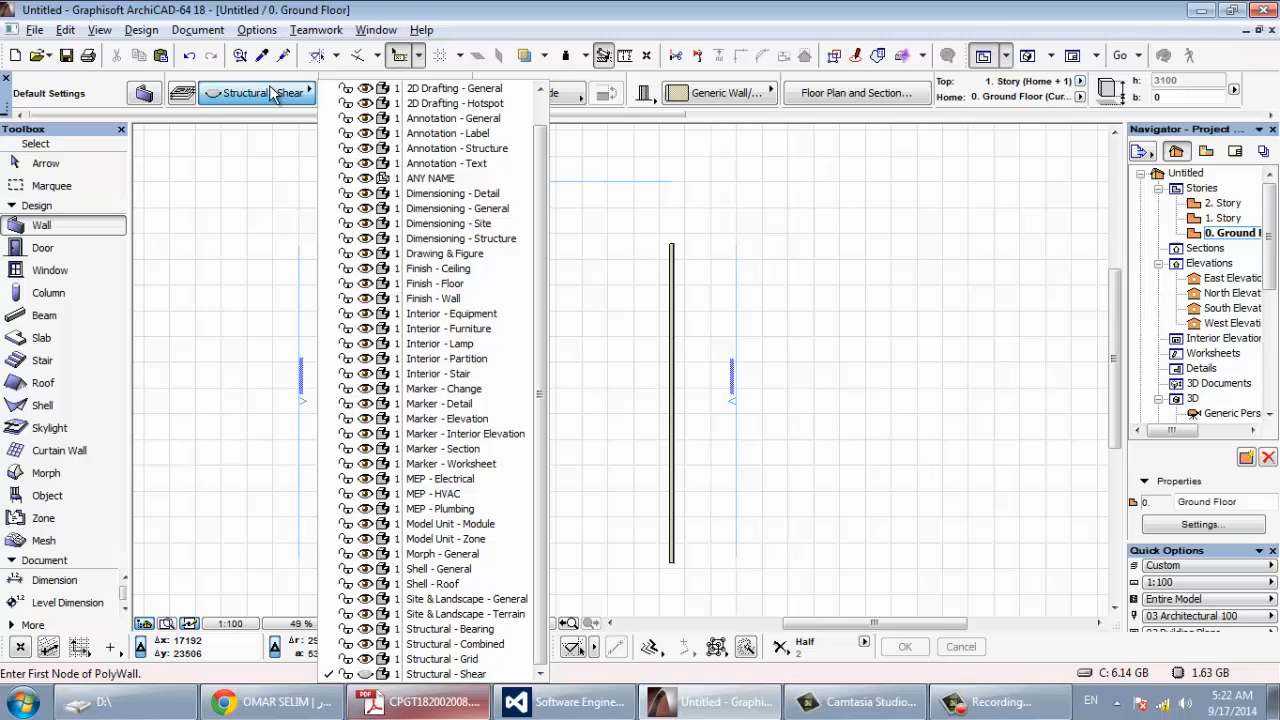 Untitled - Graphisoft ArchiCAD-64 18 - [Untitled / 0. Ground Floor]
File Edit View Design Document Options Teamwork Window Help
Go
Default Settings
Structural
Shear
Generic Wall/...
Floor Plan and Section...
Top: 1. Story (Home + 1)
Home: 0. Ground Floor (Cur...
h: 3100
b: 0
Toolbox
Select
Arrow
Marquee
Design
Wall
Door
Window
Column
Beam
Slab
Stair
Roof
Shell
Skylight
Curtain Wall
Morph
Object
Zone
Mesh
Document
Dimension
Level Dimension
More
1 2D Drafting - General
1 2D Drafting - Hotspot
1 Annotation - General
1 Annotation - Label
1 Annotation - Structure
1 Annotation - Text
1 ANY NAME
1 Dimensioning - Detail
1 Dimensioning - General
1 Dimensioning - Site
1 Dimensioning - Structure
1 Drawing & Figure
1 Finish - Ceiling
1 Finish - Floor
1 Finish - Wall
1 Interior - Equipment
1 Interior - Furniture
1 Interior - Lamp
1 Interior - Partition
1 Interior - Stair
1 Marker - Change
1 Marker - Detail
1 Marker - Elevation
1 Marker - Interior Elevation
1 Marker - Section
1 Marker - Worksheet
1 MEP - Electrical
1 MEP - HVAC
1 MEP - Plumbing
1 Model Unit - Module
1 Model Unit - Zone
1 Morph - General
1 Shell - General
1 Shell - Roof
1 Site & Landscape - General
1 Site & Landscape - Terrain
1 Structural - Bearing
1 Structural - Combined
1 Structural - Grid
1 Structural - Shear
Navigator - Project ...
Untitled
Stories
2. Story
1. Story
0. Ground F
Sections
Elevations
East Elevat
North Elevat
South Elevat
West Elevati
Interior Elevation
Worksheets
Details
3D Documents
3D
Generic Pers
Properties
0. Ground Floor
Settings...
Quick Options
Custom
1:100
Entire Model
03 Architectural 100
1:100
49 %
Δx: 17192
Δy: 23506
Δr: 
a: 
Half
2
OK
Cancel
Enter First Node of PolyWall.
C: 6.14 GB
1.63 GB
D:\
OMAR SELIM | ...
CPGT182002008....
Software Engine...
Untitled - Grap...
Camtasia Studio...
Recording...
EN
5:22 AM
9/17/2014